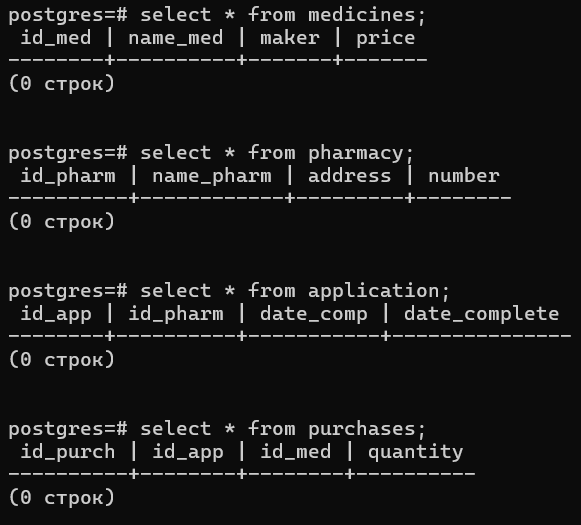 postgres=# select * from medicines;
 id_med | name_med | maker | price
--------+----------+-------+-------
(0 строк)
postgres=# select * from pharmacy;
 id_pharm | name_pharm | address | number
----------+------------+---------+--------
(0 строк)
postgres=# select * from application;
 id_app | id_pharm | date_comp | date_complete
--------+----------+-----------+---------------
(0 строк)
postgres=# select * from purchases;
 id_purch | id_app | id_med | quantity
----------+--------+--------+----------
(0 строк)